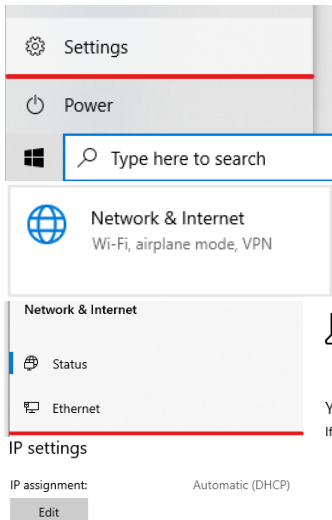 Settings
Power
Type here to search
Network & Internet
Wi-Fi, airplane mode, VPN
Network & Internet
Status
Ethernet
Y
If
IP settings
IP assignment:
Automatic (DHCP)
Edit